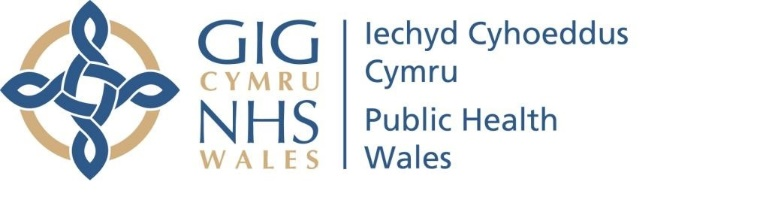 GIG
CYMRU
NHS
WALES
Iechyd Cyhoeddus
Cymru
Public Health
Wales